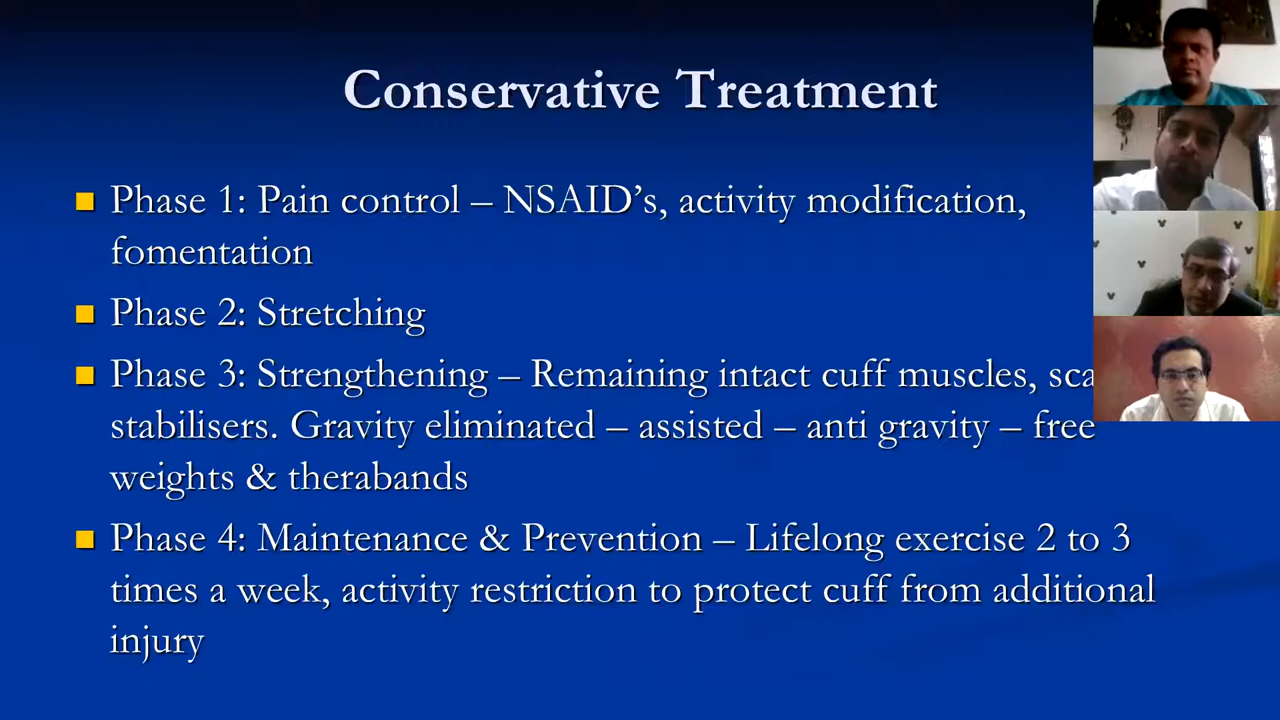 Conservative Treatment
Phase 1: Pain control – NSAID's, activity modification,
fomentation
Phase 2: Stretching
Phase 3: Strengthening – Remaining intact cuff muscles,
stabilisers. Gravity eliminated – assisted – anti gravity – free
weights & therabands
Phase 4: Maintenance & Prevention – Lifelong exercise 2 to 3
times a week, activity restriction to protect cuff from additional
injury